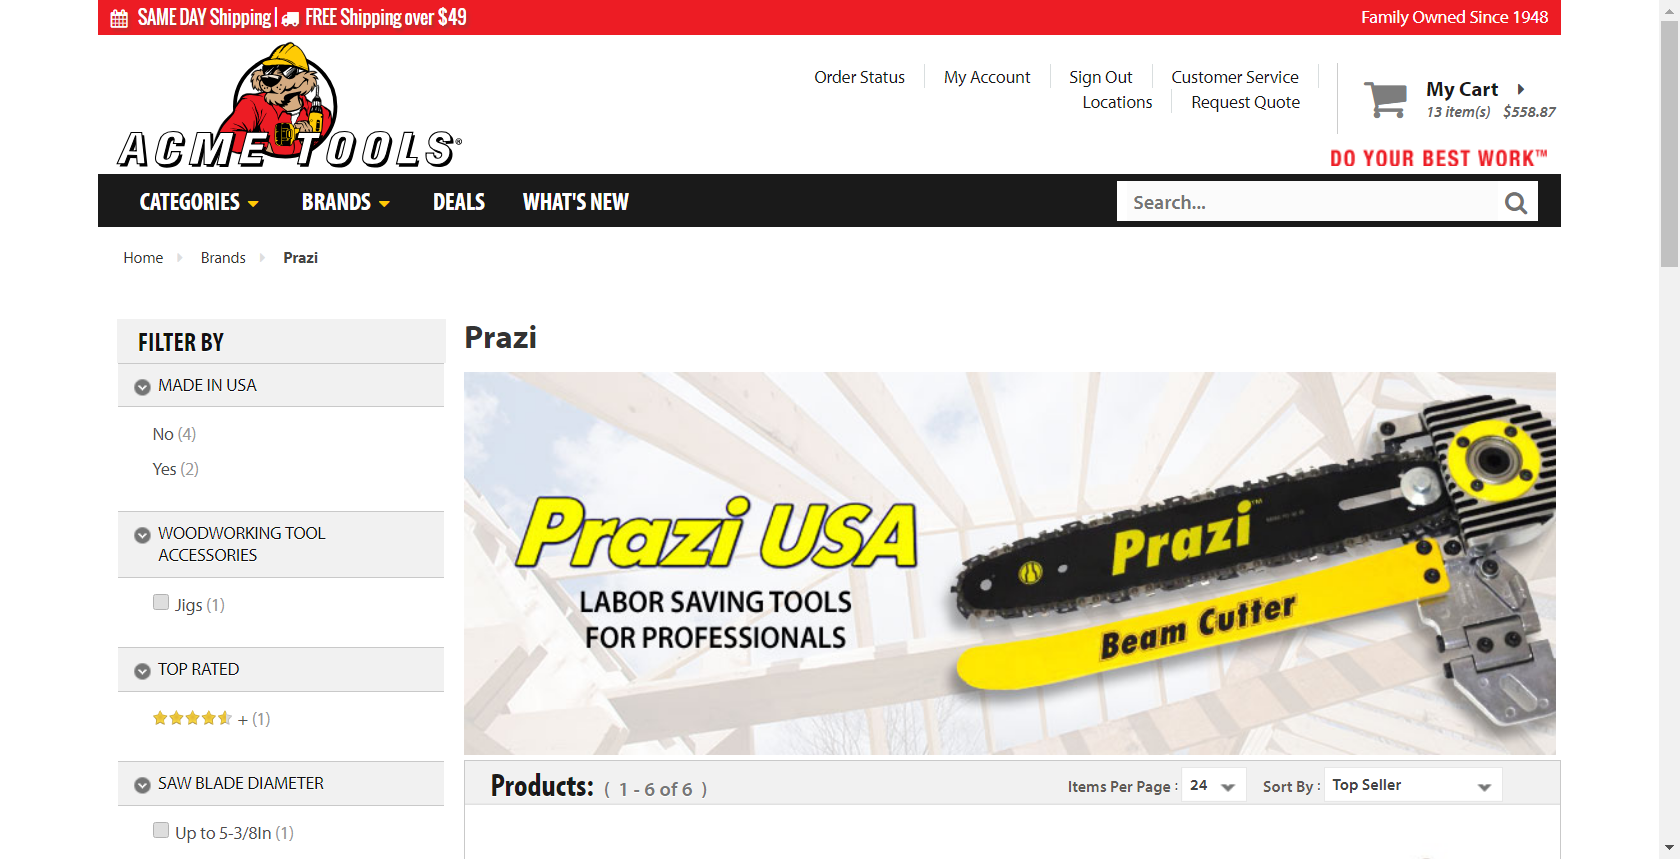 SAME DAY Shipping | FREE Shipping over $49
Family Owned Since 1948
ACME TOOLS®
Order Status
My Account
Sign Out
Customer Service
Locations
Request Quote
My Cart
13 item(s) $558.87
DO YOUR BEST WORK™
CATEGORIES
BRANDS
DEALS
WHAT'S NEW
Search...
Home
Brands
Prazi
FILTER BY
MADE IN USA
No (4)
Yes (2)
WOODWORKING TOOL
ACCESSORIES
Jigs (1)
TOP RATED
+ (1)
SAW BLADE DIAMETER
Up to 5-3/8In (1)
Prazi
Prazi USA
LABOR SAVING TOOLS
FOR PROFESSIONALS
Prazi™
Beam Cutter
Products: ( 1 - 6 of 6 )
Items Per Page : 24
Sort By : Top Seller